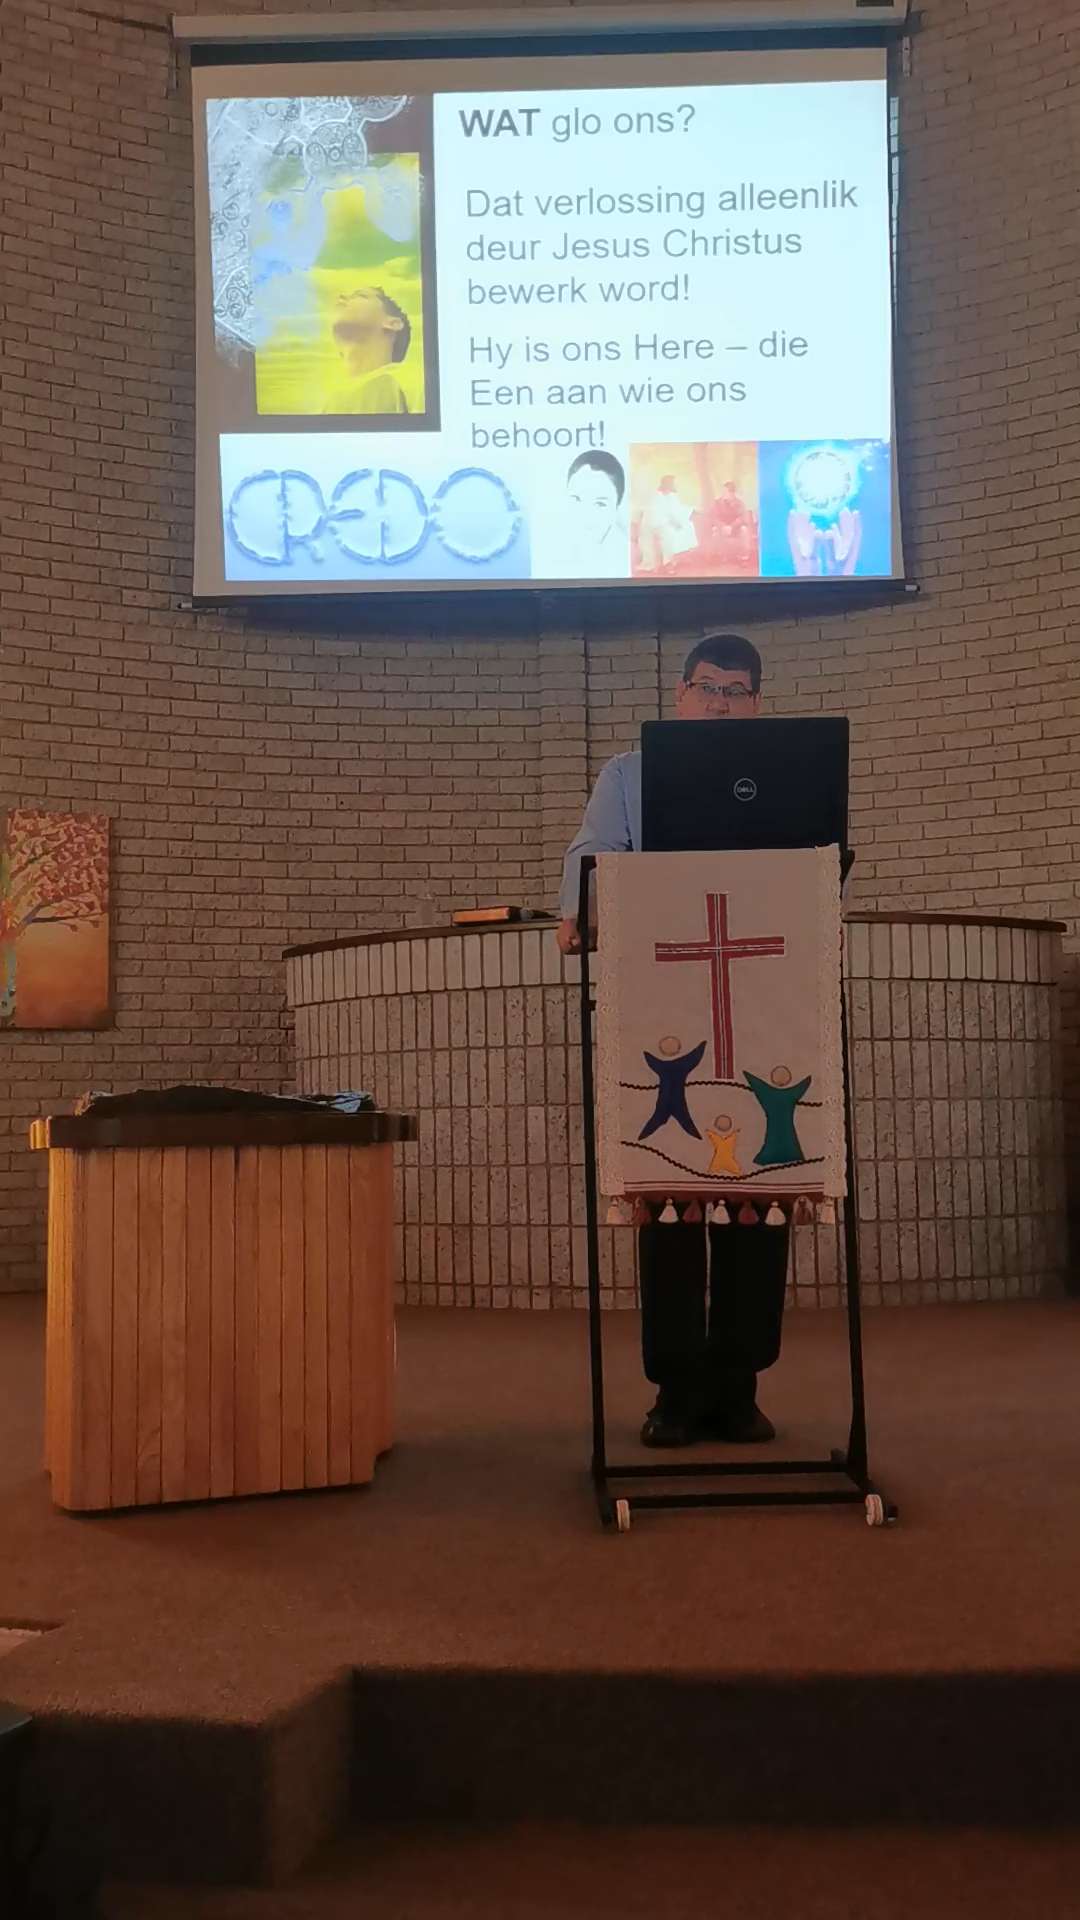 WAT glo ons?
Dat verlossing alleenlik
deur Jesus Christus
bewerk word!
Hy is ons Here – die
Een aan wie ons
behoort!
CREDO
DELL